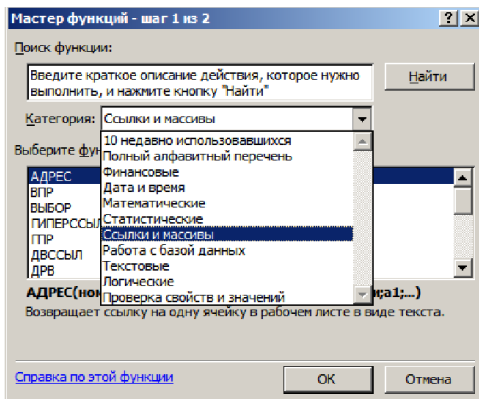 Мастер функций - шаг 1 из 2
Поиск функции:
Введите краткое описание действия, которое нужно
выполнить, и нажмите кнопку "Найти"
Найти
Категория: Ссылки и массивы
10 недавно использовавшихся
Полный алфавитный перечень
Финансовые
Дата и время
Математические
Статистические
Ссылки и массивы
Работа с базой данных
Текстовые
Логические
Проверка свойств и значений
Выберите
АДРЕС
ВПР
ВЫБОР
ГИПЕРССЫЛ
ГПР
ДВССЫЛ
ДРВ
АДРЕС(но ;а1;...)
Возвращает ссылку на одну ячейку в рабочем листе в виде текста.
Справка по этой функции
ОК
Отмена